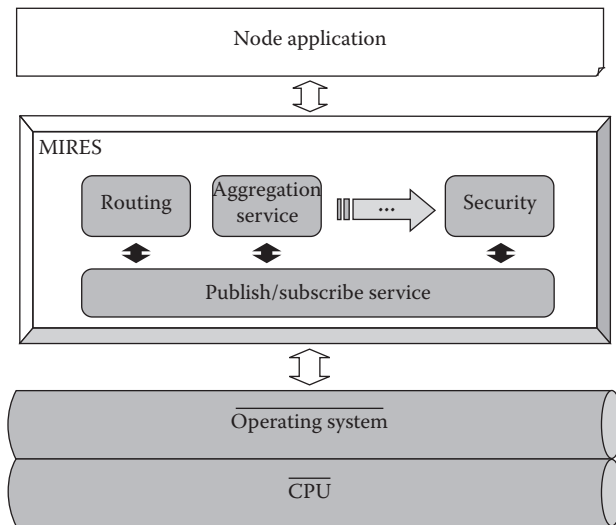 Node application
MIRES
Routing
Aggregation
service
...
Security
Publish/subscribe service
Operating system
CPU